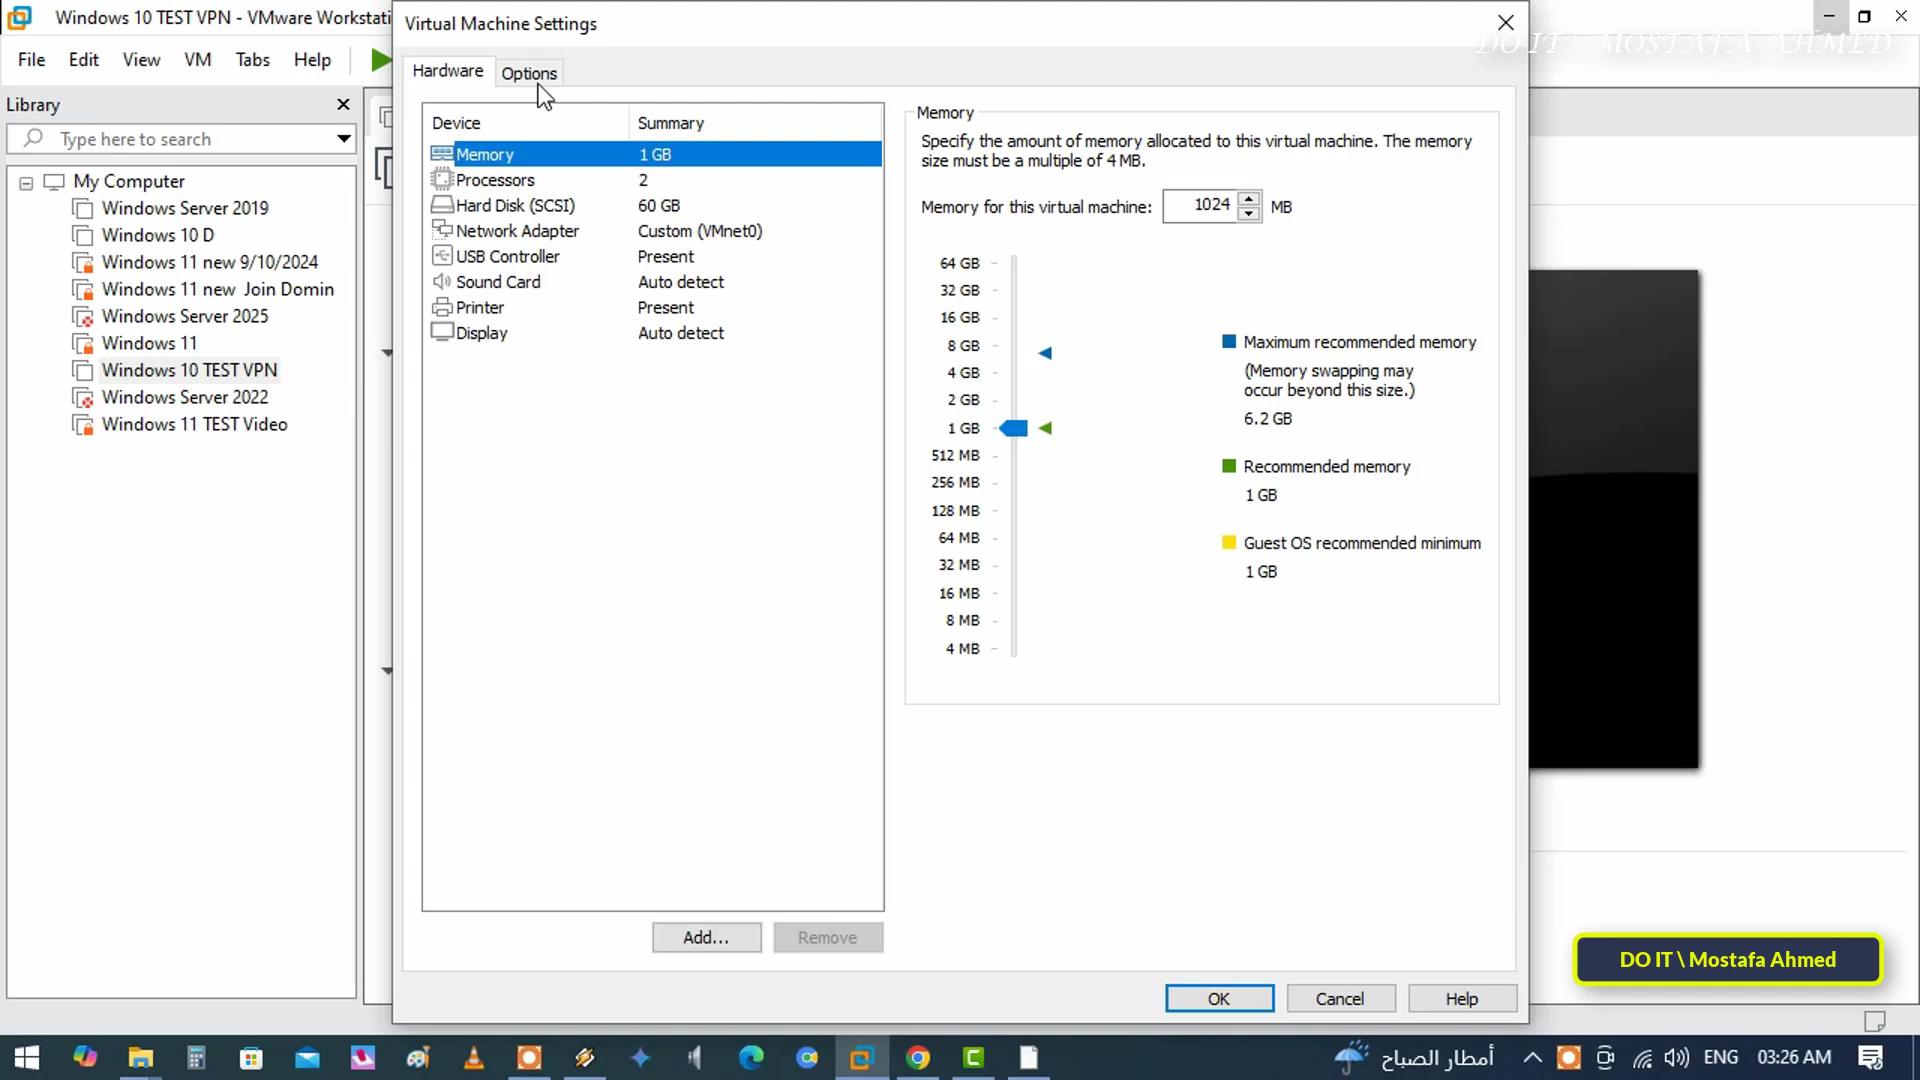 Windows 10 TEST VPN - VMware Workstati
Virtual Machine Settings
DO IT \ MOSTAFA AHMED
File Edit View VM Tabs Help
Hardware Options
Library
Type here to search
My Computer
Windows Server 2019
Windows 10 D
Windows 11 new 9/10/2024
Windows 11 new Join Domin
Windows Server 2025
Windows 11
Windows 10 TEST VPN
Windows Server 2022
Windows 11 TEST Video
Device Summary
Memory 1 GB
Processors 2
Hard Disk (SCSI) 60 GB
Network Adapter Custom (VMnet0)
USB Controller Present
Sound Card Auto detect
Printer Present
Display Auto detect
Add... Remove
Memory
Specify the amount of memory allocated to this virtual machine. The memory
size must be a multiple of 4 MB.
Memory for this virtual machine: 1024 MB
64 GB
32 GB
16 GB
8 GB
4 GB
2 GB
1 GB
512 MB
256 MB
128 MB
64 MB
32 MB
16 MB
8 MB
4 MB
Maximum recommended memory
(Memory swapping may
occur beyond this size.)
6.2 GB
Recommended memory
1 GB
Guest OS recommended minimum
1 GB
OK Cancel Help
DO IT \ Mostafa Ahmed
أمطار الصباح
ENG
03:26 AM